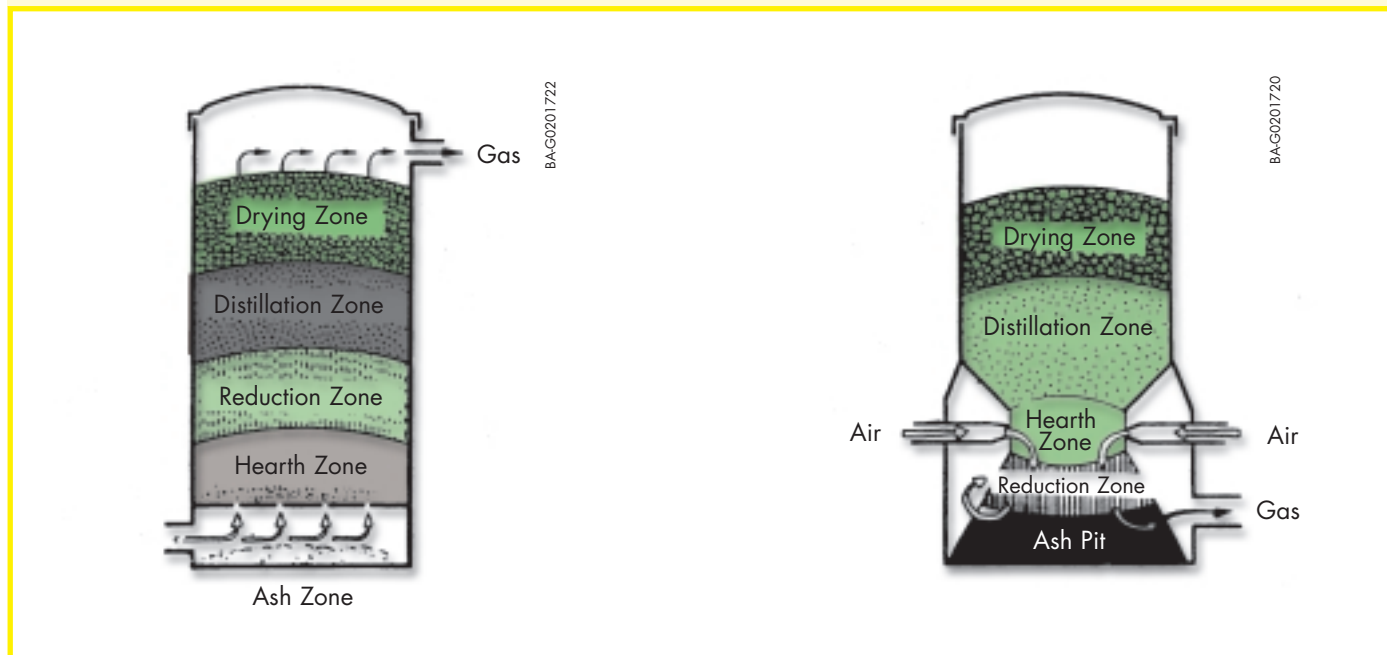 BA-G0201722
Gas
Drying Zone
Distillation Zone
Reduction Zone
Hearth Zone
Ash Zone
BA-G0201720
Drying Zone
Distillation Zone
Hearth
Zone
Air
Air
Reduction Zone
Gas
Ash Pit